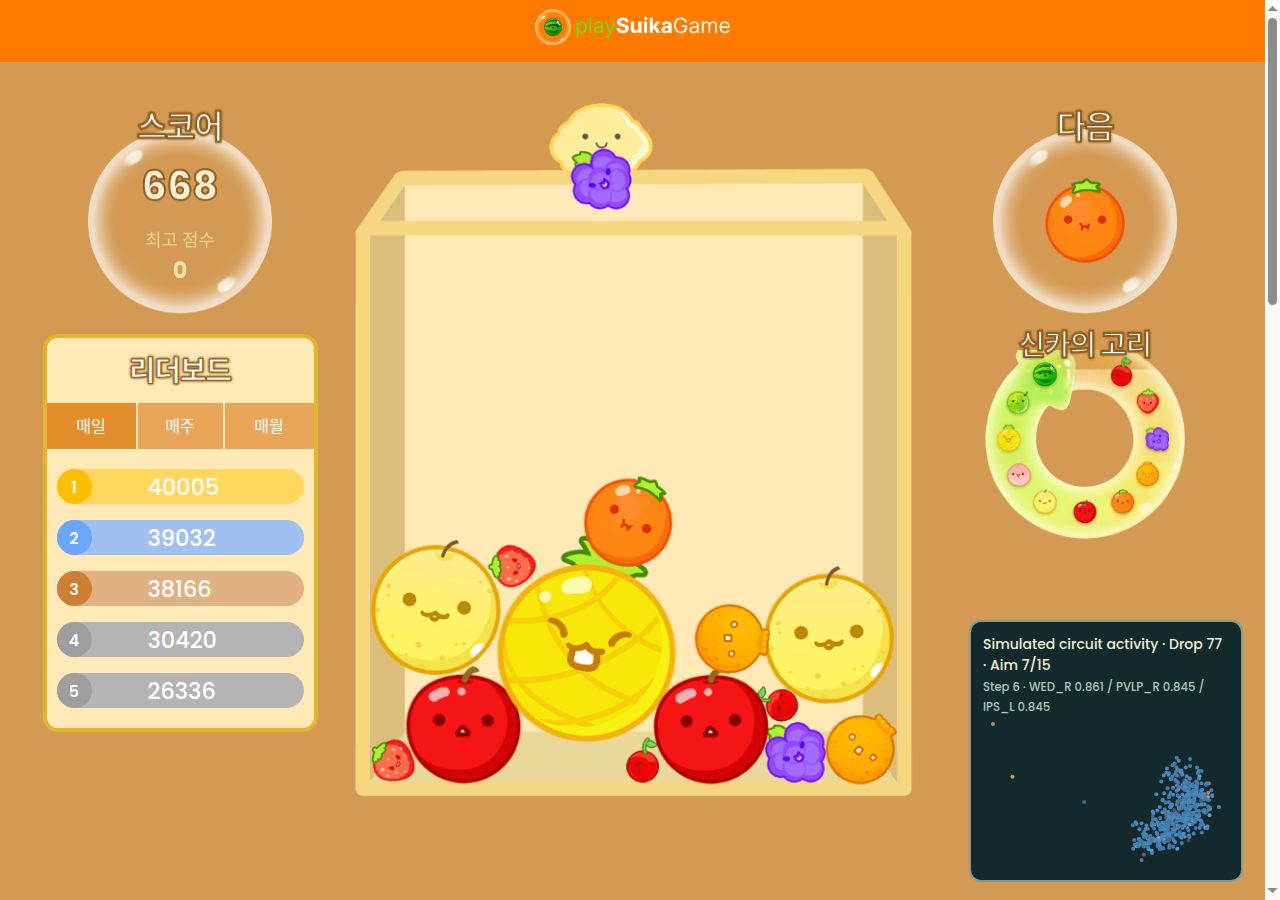 playSuikaGame
스코어
668
최고 점수
0
리더보드
매일 매주 매월
1 40005
2 39032
3 38166
4 30420
5 26336
다음
신카의 고리
Simulated circuit activity · Drop 77
· Aim 7/15
Step 6 · WED_R 0.861 / PVLP_R 0.845 /
IPS_L 0.845